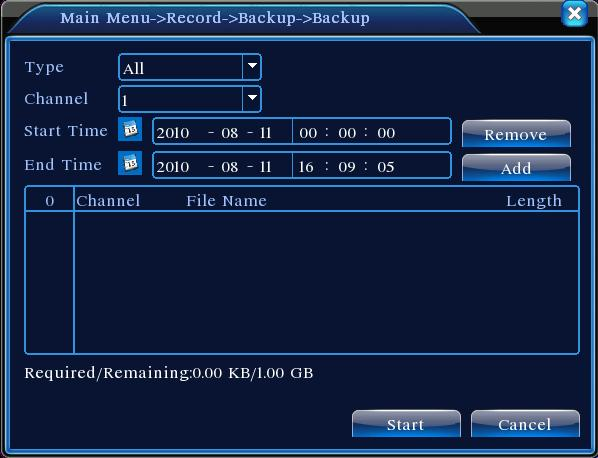 Main Menu->Record->Backup->Backup
Type All
Channel 1
Start Time 15 2010 - 08 - 11 00 : 00 : 00 Remove
End Time 15 2010 - 08 - 11 16 : 09 : 05 Add
0 Channel File Name Length
Required/Remaining:0.00 KB/1.00 GB
Start Cancel